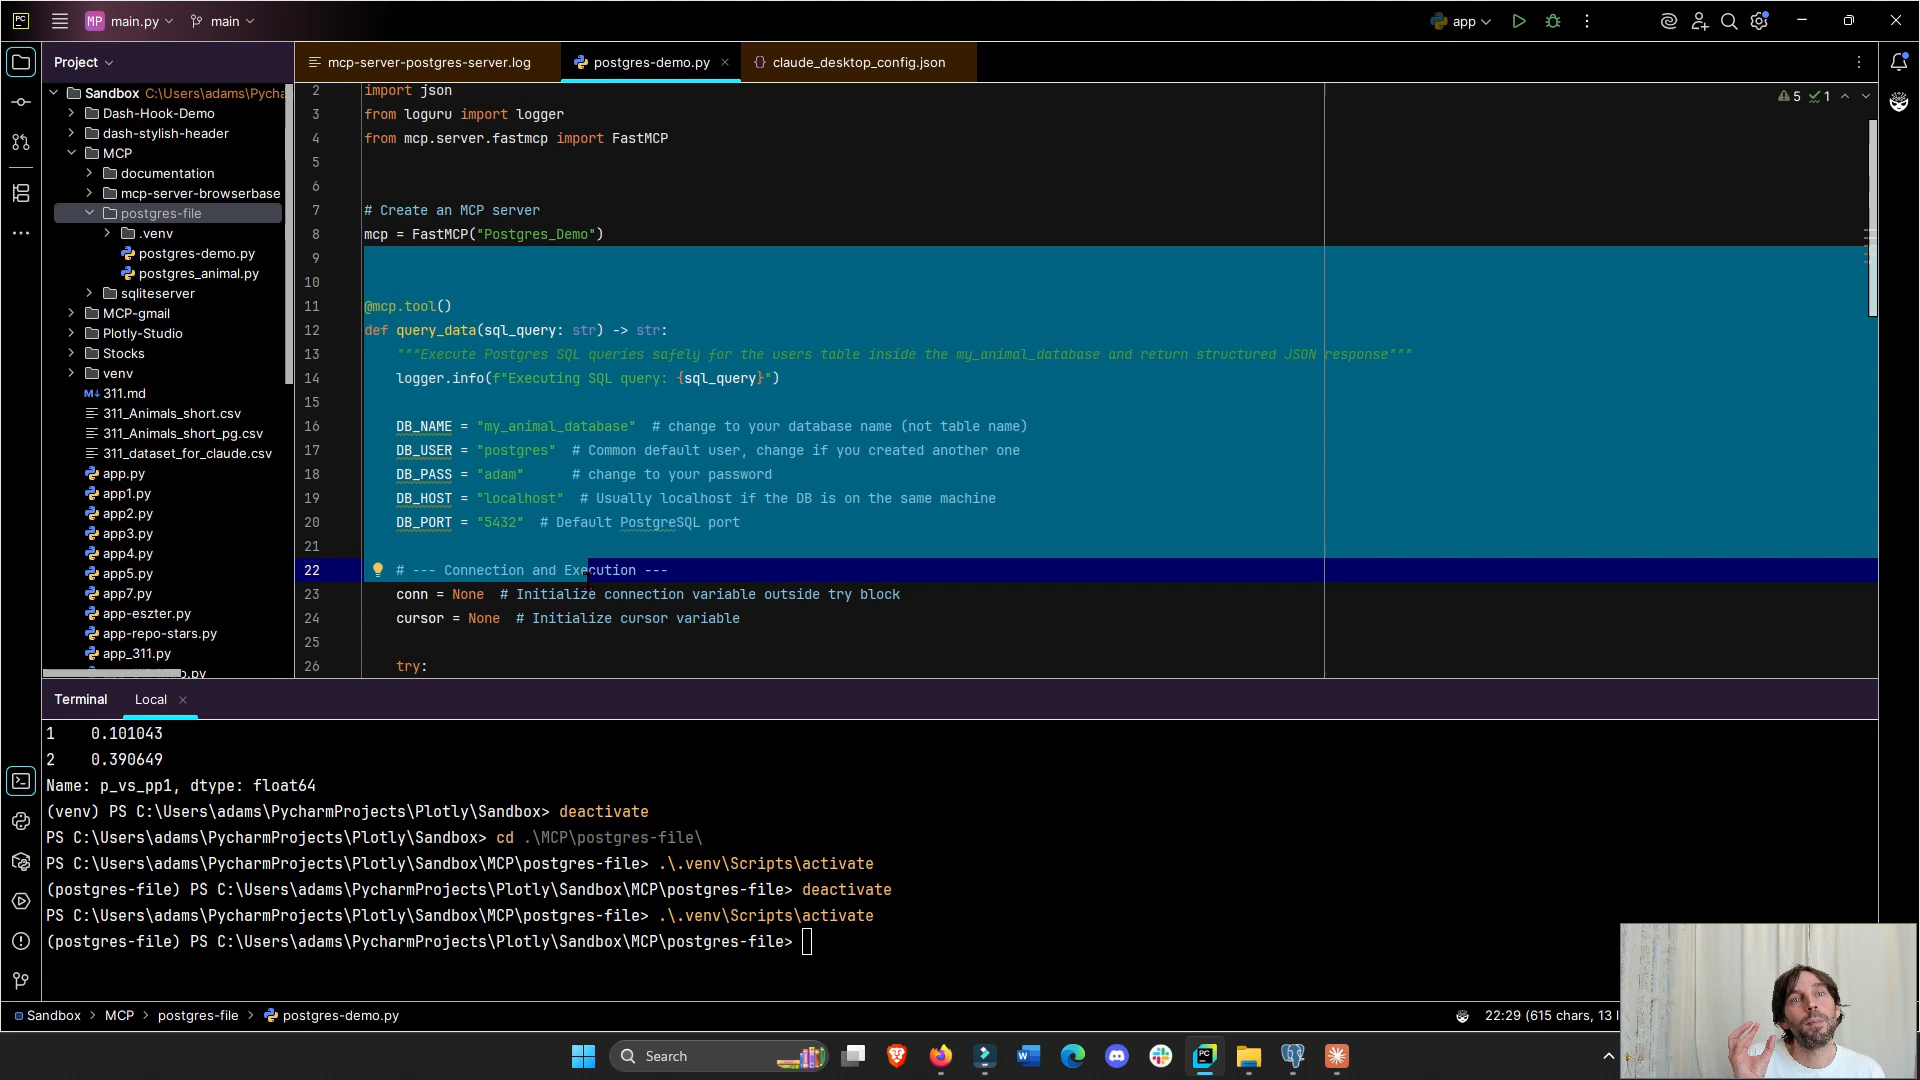 PC
MP main.py
main
app
Project
mcp-server-postgres-server.log
postgres-demo.py
claude_desktop_config.json
Sandbox C:\Users\adams\Pycha
Dash-Hook-Demo
dash-stylish-header
MCP
documentation
mcp-server-browserbase
postgres-file
.venv
postgres-demo.py
postgres_animal.py
sqliteserver
MCP-gmail
Plotly-Studio
Stocks
venv
M↓ 311.md
311_Animals_short.csv
311_Animals_short_pg.csv
311_dataset_for_claude.csv
app.py
app1.py
app2.py
app3.py
app4.py
app5.py
app7.py
app-eszter.py
app-repo-stars.py
app_311.py
5 1
2 import json
3 from loguru import logger
4 from mcp.server.fastmcp import FastMCP
5
6
7 # Create an MCP server
8 mcp = FastMCP("Postgres_Demo")
9
10
11 @mcp.tool()
12 def query_data(sql_query: str) -> str:
13 """Execute Postgres SQL queries safely for the users table inside the my_animal_database and return structured JSON response"""
14 logger.info(f"Executing SQL query: {sql_query}")
15
16 DB_NAME = "my_animal_database" # change to your database name (not table name)
17 DB_USER = "postgres" # Common default user, change if you created another one
18 DB_PASS = "adam" # change to your password
19 DB_HOST = "localhost" # Usually localhost if the DB is on the same machine
20 DB_PORT = "5432" # Default PostgreSQL port
21
22 # --- Connection and Execution ---
23 conn = None # Initialize connection variable outside try block
24 cursor = None # Initialize cursor variable
25
26 try:
Terminal Local
1 0.101043
2 0.390649
Name: p_vs_pp1, dtype: float64
(venv) PS C:\Users\adams\PycharmProjects\Plotly\Sandbox> deactivate
PS C:\Users\adams\PycharmProjects\Plotly\Sandbox> cd .\MCP\postgres-file\
PS C:\Users\adams\PycharmProjects\Plotly\Sandbox\MCP\postgres-file> .\.venv\Scripts\activate
(postgres-file) PS C:\Users\adams\PycharmProjects\Plotly\Sandbox\MCP\postgres-file> deactivate
PS C:\Users\adams\PycharmProjects\Plotly\Sandbox\MCP\postgres-file> .\.venv\Scripts\activate
(postgres-file) PS C:\Users\adams\PycharmProjects\Plotly\Sandbox\MCP\postgres-file>
Sandbox > MCP > postgres-file > postgres-demo.py
22:29 (615 chars, 13 l
Search